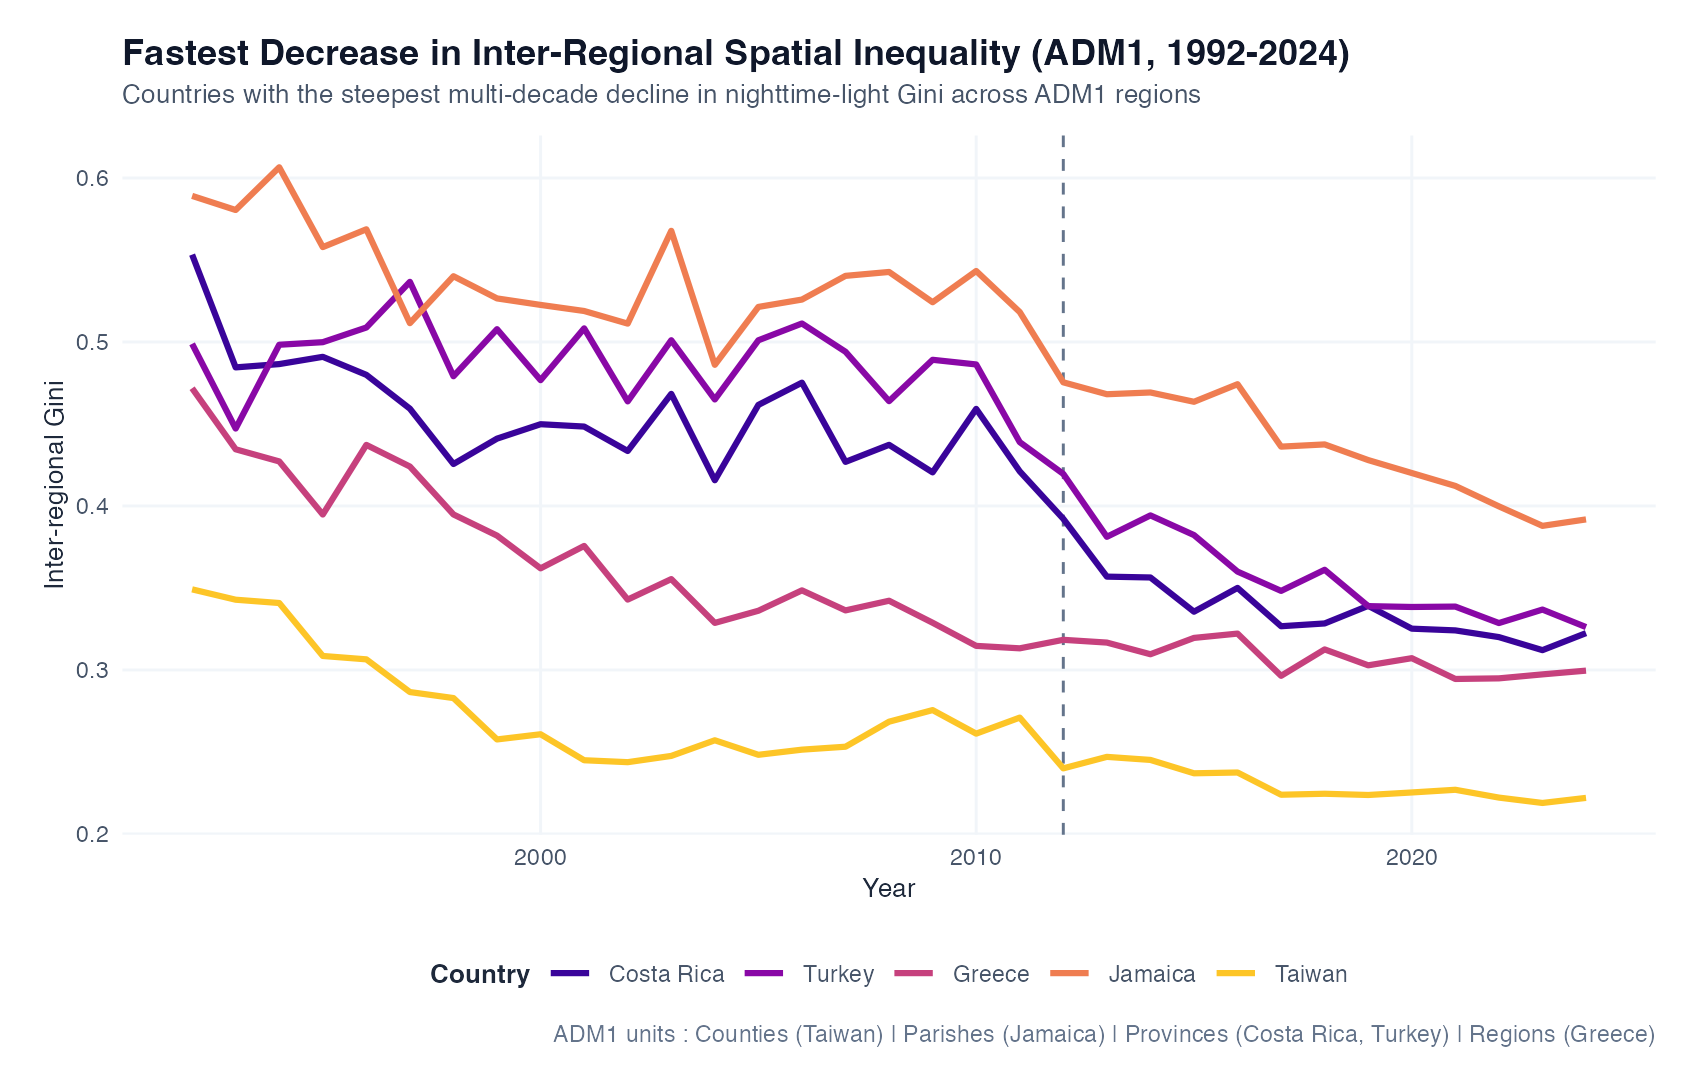 Fastest Decrease in Inter-Regional Spatial Inequality (ADM1, 1992-2024)
Countries with the steepest multi-decade decline in nighttime-light Gini across ADM1 regions
Inter-regional Gini
0.6
0.5
0.4
0.3
0.2
2000 2010 2020
Year
Country Costa Rica Turkey Greece Jamaica Taiwan
ADM1 units : Counties (Taiwan) | Parishes (Jamaica) | Provinces (Costa Rica, Turkey) | Regions (Greece)